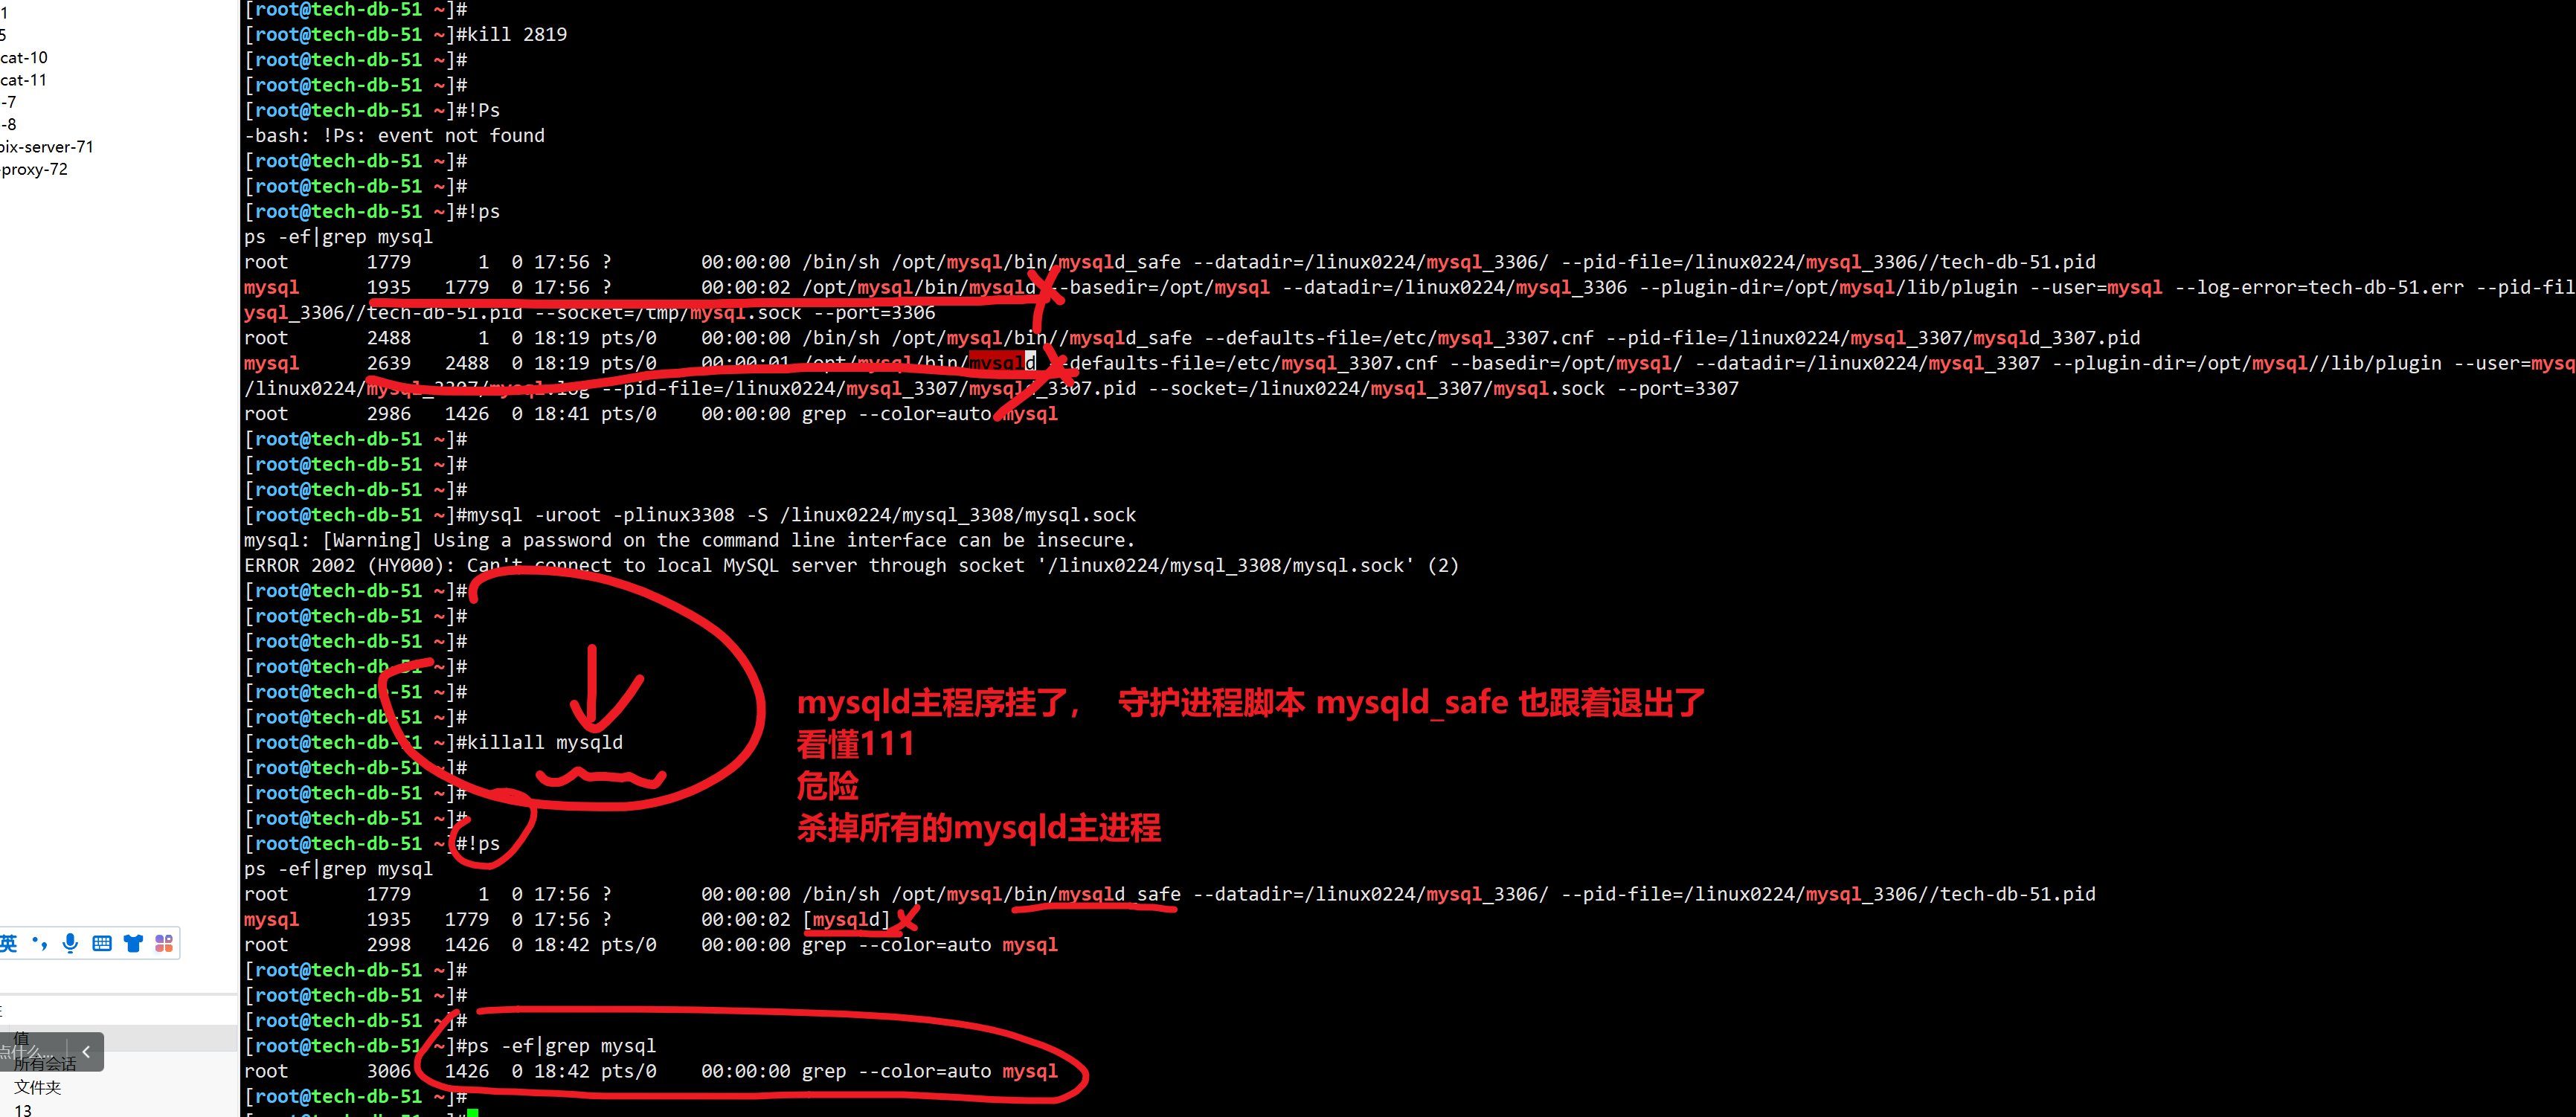 1
5
cat-10
cat-11
-7
-8
bix-server-71
-proxy-72
[root@tech-db-51 ~]#
[root@tech-db-51 ~]#kill 2819
[root@tech-db-51 ~]#
[root@tech-db-51 ~]#
[root@tech-db-51 ~]#!Ps
-bash: !Ps: event not found
[root@tech-db-51 ~]#
[root@tech-db-51 ~]#
[root@tech-db-51 ~]#!ps
ps -ef|grep mysql
root 1779 1 0 17:56 ? 00:00:00 /bin/sh /opt/mysql/bin/mysqld_safe --datadir=/linux0224/mysql_3306/ --pid-file=/linux0224/mysql_3306//tech-db-51.pid
mysql 1935 1779 0 17:56 ? 00:00:02 /opt/mysql/bin/mysqld --basedir=/opt/mysql --datadir=/linux0224/mysql_3306 --plugin-dir=/opt/mysql/lib/plugin --user=mysql --log-error=tech-db-51.err --pid-fil
ysql_3306//tech-db-51.pid --socket=/tmp/mysql.sock --port=3306
root 2488 1 0 18:19 pts/0 00:00:00 /bin/sh /opt/mysql/bin//mysqld_safe --defaults-file=/etc/mysql_3307.cnf --pid-file=/linux0224/mysql_3307/mysqld_3307.pid
mysql 2639 2488 0 18:19 pts/0 00:00:01 /opt/mysql/bin/mysqld --defaults-file=/etc/mysql_3307.cnf --basedir=/opt/mysql/ --datadir=/linux0224/mysql_3307 --plugin-dir=/opt/mysql//lib/plugin --user=mysq
/linux0224/mysql_3307/mysql.log --pid-file=/linux0224/mysql_3307/mysqld_3307.pid --socket=/linux0224/mysql_3307/mysql.sock --port=3307
root 2986 1426 0 18:41 pts/0 00:00:00 grep --color=auto mysql
[root@tech-db-51 ~]#
[root@tech-db-51 ~]#
[root@tech-db-51 ~]#
[root@tech-db-51 ~]#mysql -uroot -plinux3308 -S /linux0224/mysql_3308/mysql.sock
mysql: [Warning] Using a password on the command line interface can be insecure.
ERROR 2002 (HY000): Can't connect to local MySQL server through socket '/linux0224/mysql_3308/mysql.sock' (2)
[root@tech-db-51 ~]#
[root@tech-db-51 ~]#
[root@tech-db-51 ~]#
[root@tech-db-51 ~]#
[root@tech-db-51 ~]#
[root@tech-db-51 ~]#
[root@tech-db-51 ~]#killall mysqld
[root@tech-db-51 ~]#
[root@tech-db-51 ~]#
[root@tech-db-51 ~]#
[root@tech-db-51 ~]#!ps
mysqld主程序挂了， 守护进程脚本 mysqld_safe 也跟着退出了
看懂111
危险
杀掉所有的mysqld主进程
ps -ef|grep mysql
root 1779 1 0 17:56 ? 00:00:00 /bin/sh /opt/mysql/bin/mysqld_safe --datadir=/linux0224/mysql_3306/ --pid-file=/linux0224/mysql_3306//tech-db-51.pid
mysql 1935 1779 0 17:56 ? 00:00:02 [mysqld]
root 2998 1426 0 18:42 pts/0 00:00:00 grep --color=auto mysql
[root@tech-db-51 ~]#
[root@tech-db-51 ~]#
[root@tech-db-51 ~]#
[root@tech-db-51 ~]#ps -ef|grep mysql
root 3006 1426 0 18:42 pts/0 00:00:00 grep --color=auto mysql
[root@tech-db-51 ~]#
英
值
点什么...
所有会话
文件夹
13